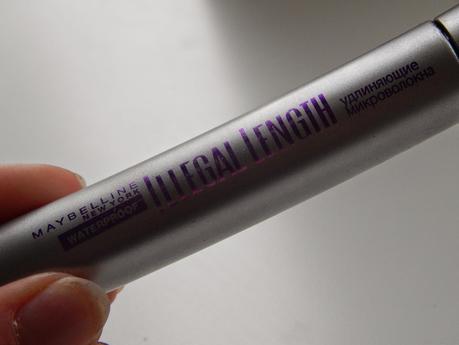 MAYBELLINE
NEW YORK
WATERPROOF
ILLEGAL LENGTH
удлиняющие
микроволокна